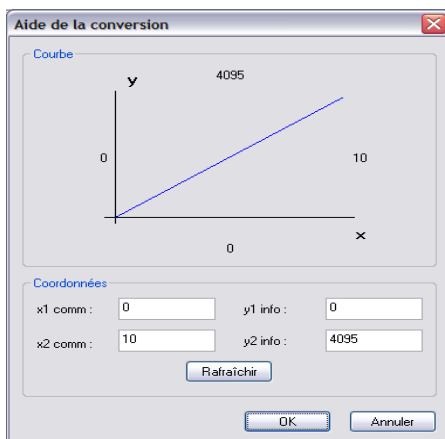 Aide de la conversion
Courbe
4095
y
0
10
x
0
Coordonnées
x1 comm : 0 y1 info : 0
x2 comm : 10 y2 info : 4095
Rafraîchir
OK Annuler